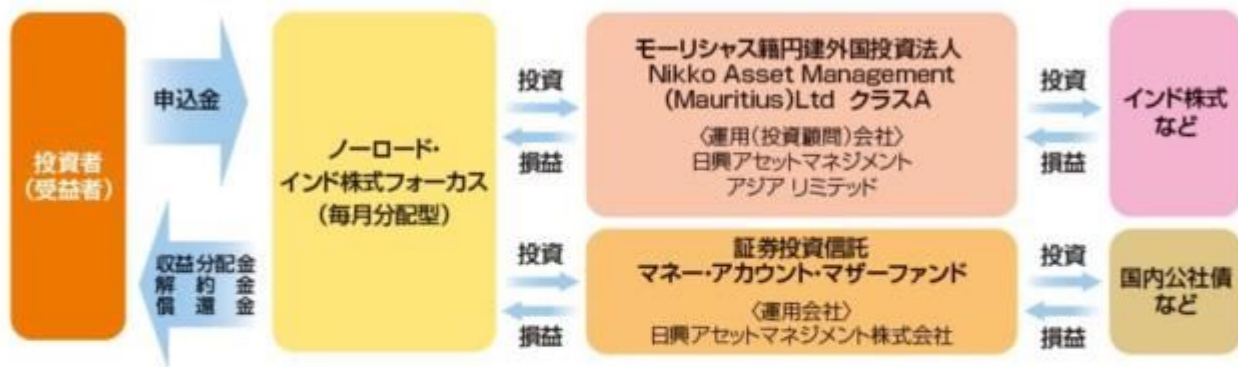 投資者
(受益者)
申込金
収益分配金
解約金
償還金
ノーロード・
インド株式フォーカス
(毎月分配型)
投資
損益
モーリシャス籍円建外国投資法人
Nikko Asset Management
(Mauritius)Ltd クラスA
〈運用(投資顧問)会社〉
日興アセットマネジメント
アジア リミテッド
投資
損益
インド株式
など
投資
損益
証券投資信託
マネー・アカウント・マザーファンド
〈運用会社〉
日興アセットマネジメント株式会社
投資
損益
国内公社債
など